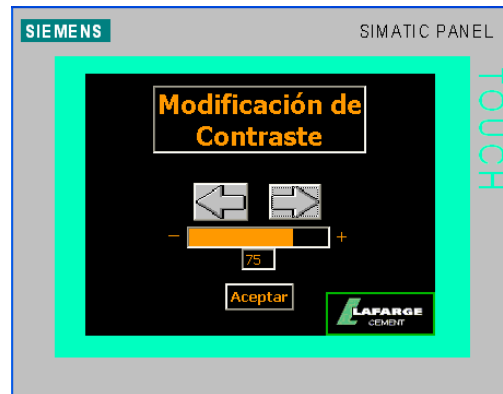 SIEMENS
SIMATIC PANEL
TOUCH
Modificación de
Contraste
− +
75
Aceptar
LAFARGE
CEMENT